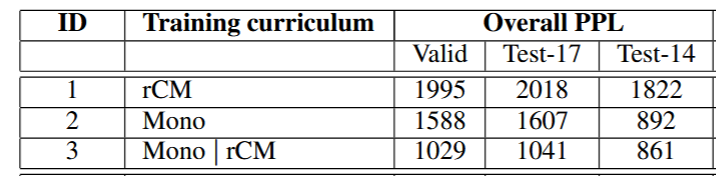 ID Training curriculum Overall PPL
Valid Test-17 Test-14
1 rCM 1995 2018 1822
2 Mono 1588 1607 892
3 Mono | rCM 1029 1041 861